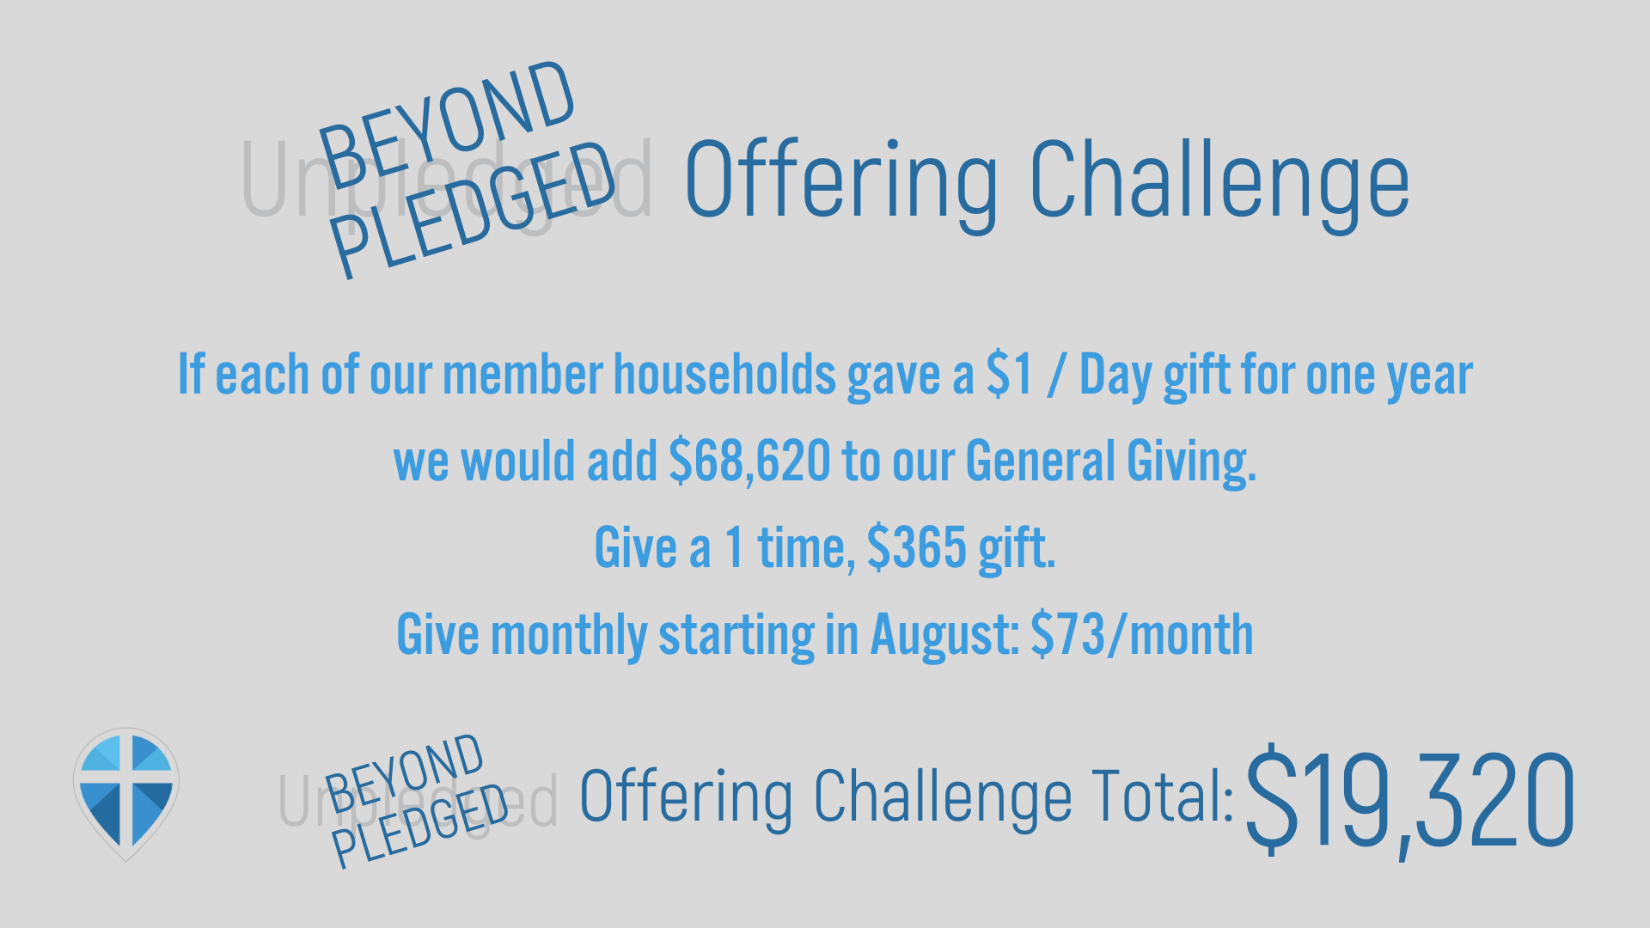 Unpledged BEYOND PLEDGED Offering Challenge
If each of our member households gave a $1 / Day gift for one year
we would add $68,620 to our General Giving.
Give a 1 time, $365 gift.
Give monthly starting in August: $73/month
Unpledged BEYOND PLEDGED Offering Challenge Total: $19,320